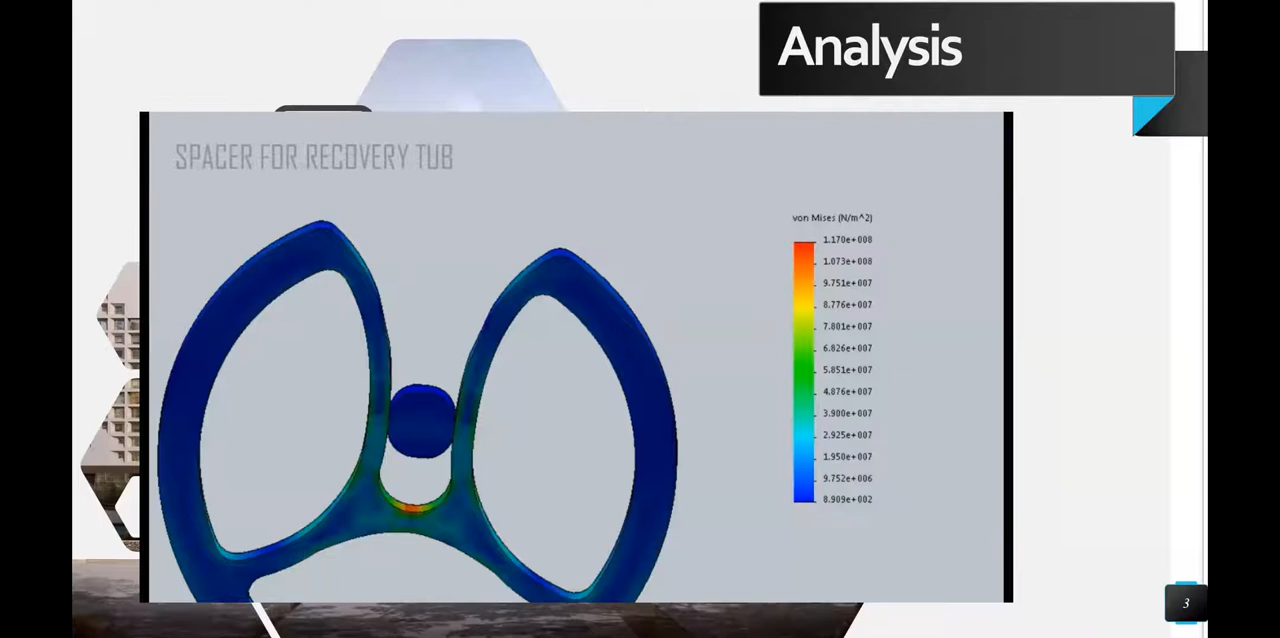 Analysis
SPACER FOR RECOVERY TUB
von Mises (N/m^2)
1.170e+008
1.073e+008
9.751e+007
8.776e+007
7.801e+007
6.826e+007
5.851e+007
4.876e+007
3.900e+007
2.925e+007
1.950e+007
9.752e+006
8.909e+002
3